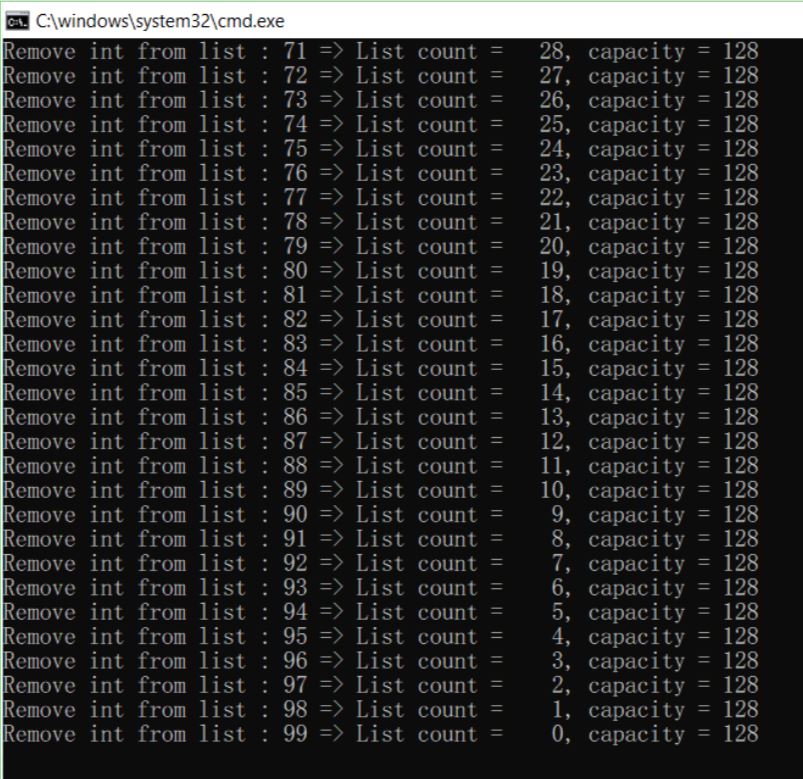 C:\windows\system32\cmd.exe
Remove int from list : 71 => List count =   28, capacity = 128
Remove int from list : 72 => List count =   27, capacity = 128
Remove int from list : 73 => List count =   26, capacity = 128
Remove int from list : 74 => List count =   25, capacity = 128
Remove int from list : 75 => List count =   24, capacity = 128
Remove int from list : 76 => List count =   23, capacity = 128
Remove int from list : 77 => List count =   22, capacity = 128
Remove int from list : 78 => List count =   21, capacity = 128
Remove int from list : 79 => List count =   20, capacity = 128
Remove int from list : 80 => List count =   19, capacity = 128
Remove int from list : 81 => List count =   18, capacity = 128
Remove int from list : 82 => List count =   17, capacity = 128
Remove int from list : 83 => List count =   16, capacity = 128
Remove int from list : 84 => List count =   15, capacity = 128
Remove int from list : 85 => List count =   14, capacity = 128
Remove int from list : 86 => List count =   13, capacity = 128
Remove int from list : 87 => List count =   12, capacity = 128
Remove int from list : 88 => List count =   11, capacity = 128
Remove int from list : 89 => List count =   10, capacity = 128
Remove int from list : 90 => List count =    9, capacity = 128
Remove int from list : 91 => List count =    8, capacity = 128
Remove int from list : 92 => List count =    7, capacity = 128
Remove int from list : 93 => List count =    6, capacity = 128
Remove int from list : 94 => List count =    5, capacity = 128
Remove int from list : 95 => List count =    4, capacity = 128
Remove int from list : 96 => List count =    3, capacity = 128
Remove int from list : 97 => List count =    2, capacity = 128
Remove int from list : 98 => List count =    1, capacity = 128
Remove int from list : 99 => List count =    0, capacity = 128